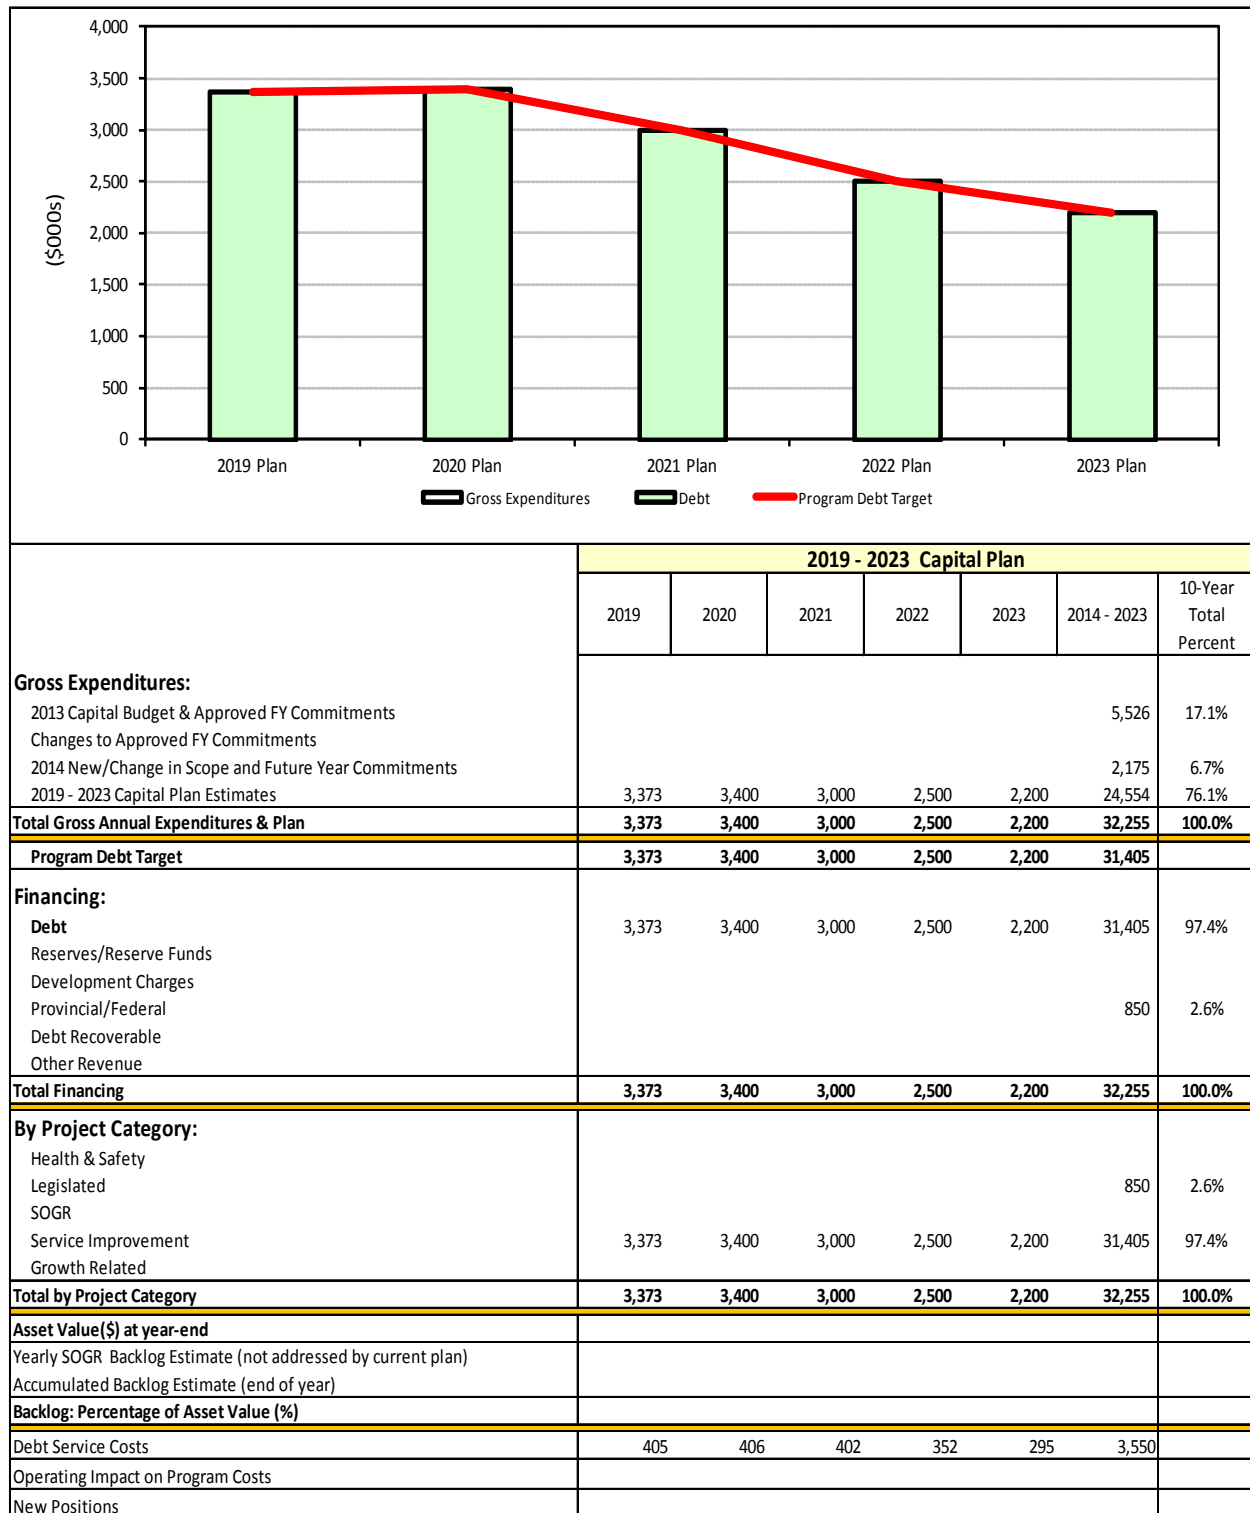 4,000
3,500
3,000
2,500
2,000
1,500
1,000
500
0
($000s)
2019 Plan 2020 Plan 2021 Plan 2022 Plan 2023 Plan
Gross Expenditures Debt Program Debt Target
2019 - 2023 Capital Plan
2019 2020 2021 2022 2023 2014 - 2023 10-Year
Total
Percent
Gross Expenditures:
2013 Capital Budget & Approved FY Commitments 5,526 17.1%
Changes to Approved FY Commitments
2014 New/Change in Scope and Future Year Commitments 2,175 6.7%
2019 - 2023 Capital Plan Estimates 3,373 3,400 3,000 2,500 2,200 24,554 76.1%
Total Gross Annual Expenditures & Plan 3,373 3,400 3,000 2,500 2,200 32,255 100.0%
Program Debt Target 3,373 3,400 3,000 2,500 2,200 31,405
Financing:
Debt 3,373 3,400 3,000 2,500 2,200 31,405 97.4%
Reserves/Reserve Funds
Development Charges
Provincial/Federal 850 2.6%
Debt Recoverable
Other Revenue
Total Financing 3,373 3,400 3,000 2,500 2,200 32,255 100.0%
By Project Category:
Health & Safety
Legislated 850 2.6%
SOGR
Service Improvement 3,373 3,400 3,000 2,500 2,200 31,405 97.4%
Growth Related
Total by Project Category 3,373 3,400 3,000 2,500 2,200 32,255 100.0%
Asset Value($) at year-end
Yearly SOGR Backlog Estimate (not addressed by current plan)
Accumulated Backlog Estimate (end of year)
Backlog: Percentage of Asset Value (%)
Debt Service Costs 405 406 402 352 295 3,550
Operating Impact on Program Costs
New Positions